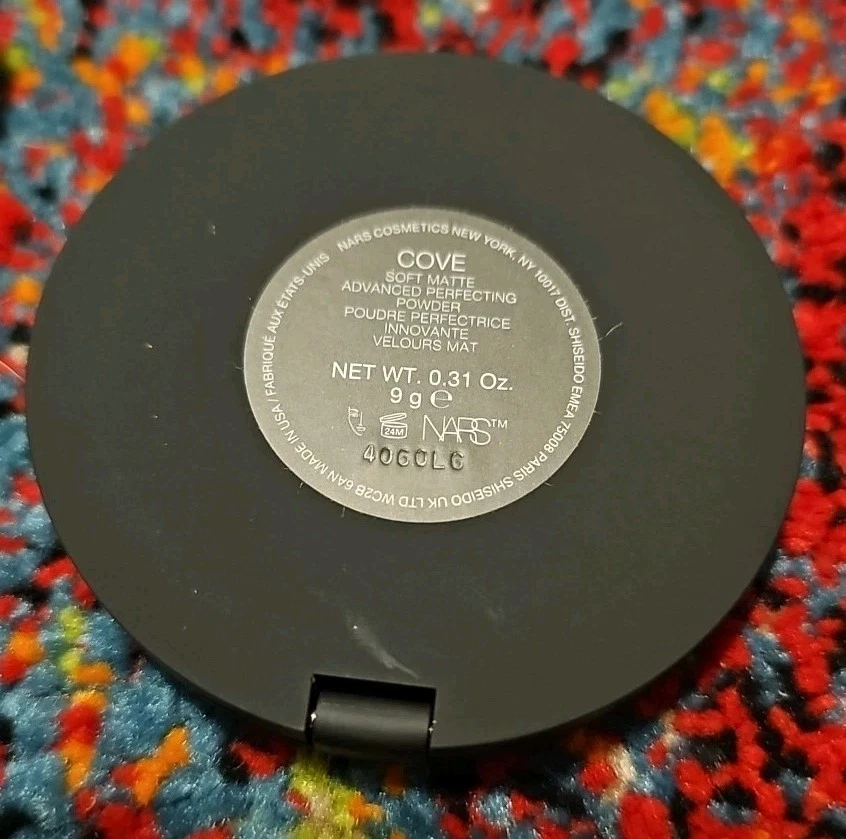 NARS COSMETICS NEW YORK, NY 10017 DIST. SHISEIDO EMEA 75008 PARIS SHISEIDO UK LTD WC2B 6AN MADE IN USA / FABRIQUÉ AUX ÉTATS-UNIS
COVE
SOFT MATTE
ADVANCED PERFECTING
POWDER
POUDRE PERFECTRICE
INNOVANTE
VELOURS MAT
NET WT. 0.31 Oz.
9 g ℮
24M NARS™
4060LC